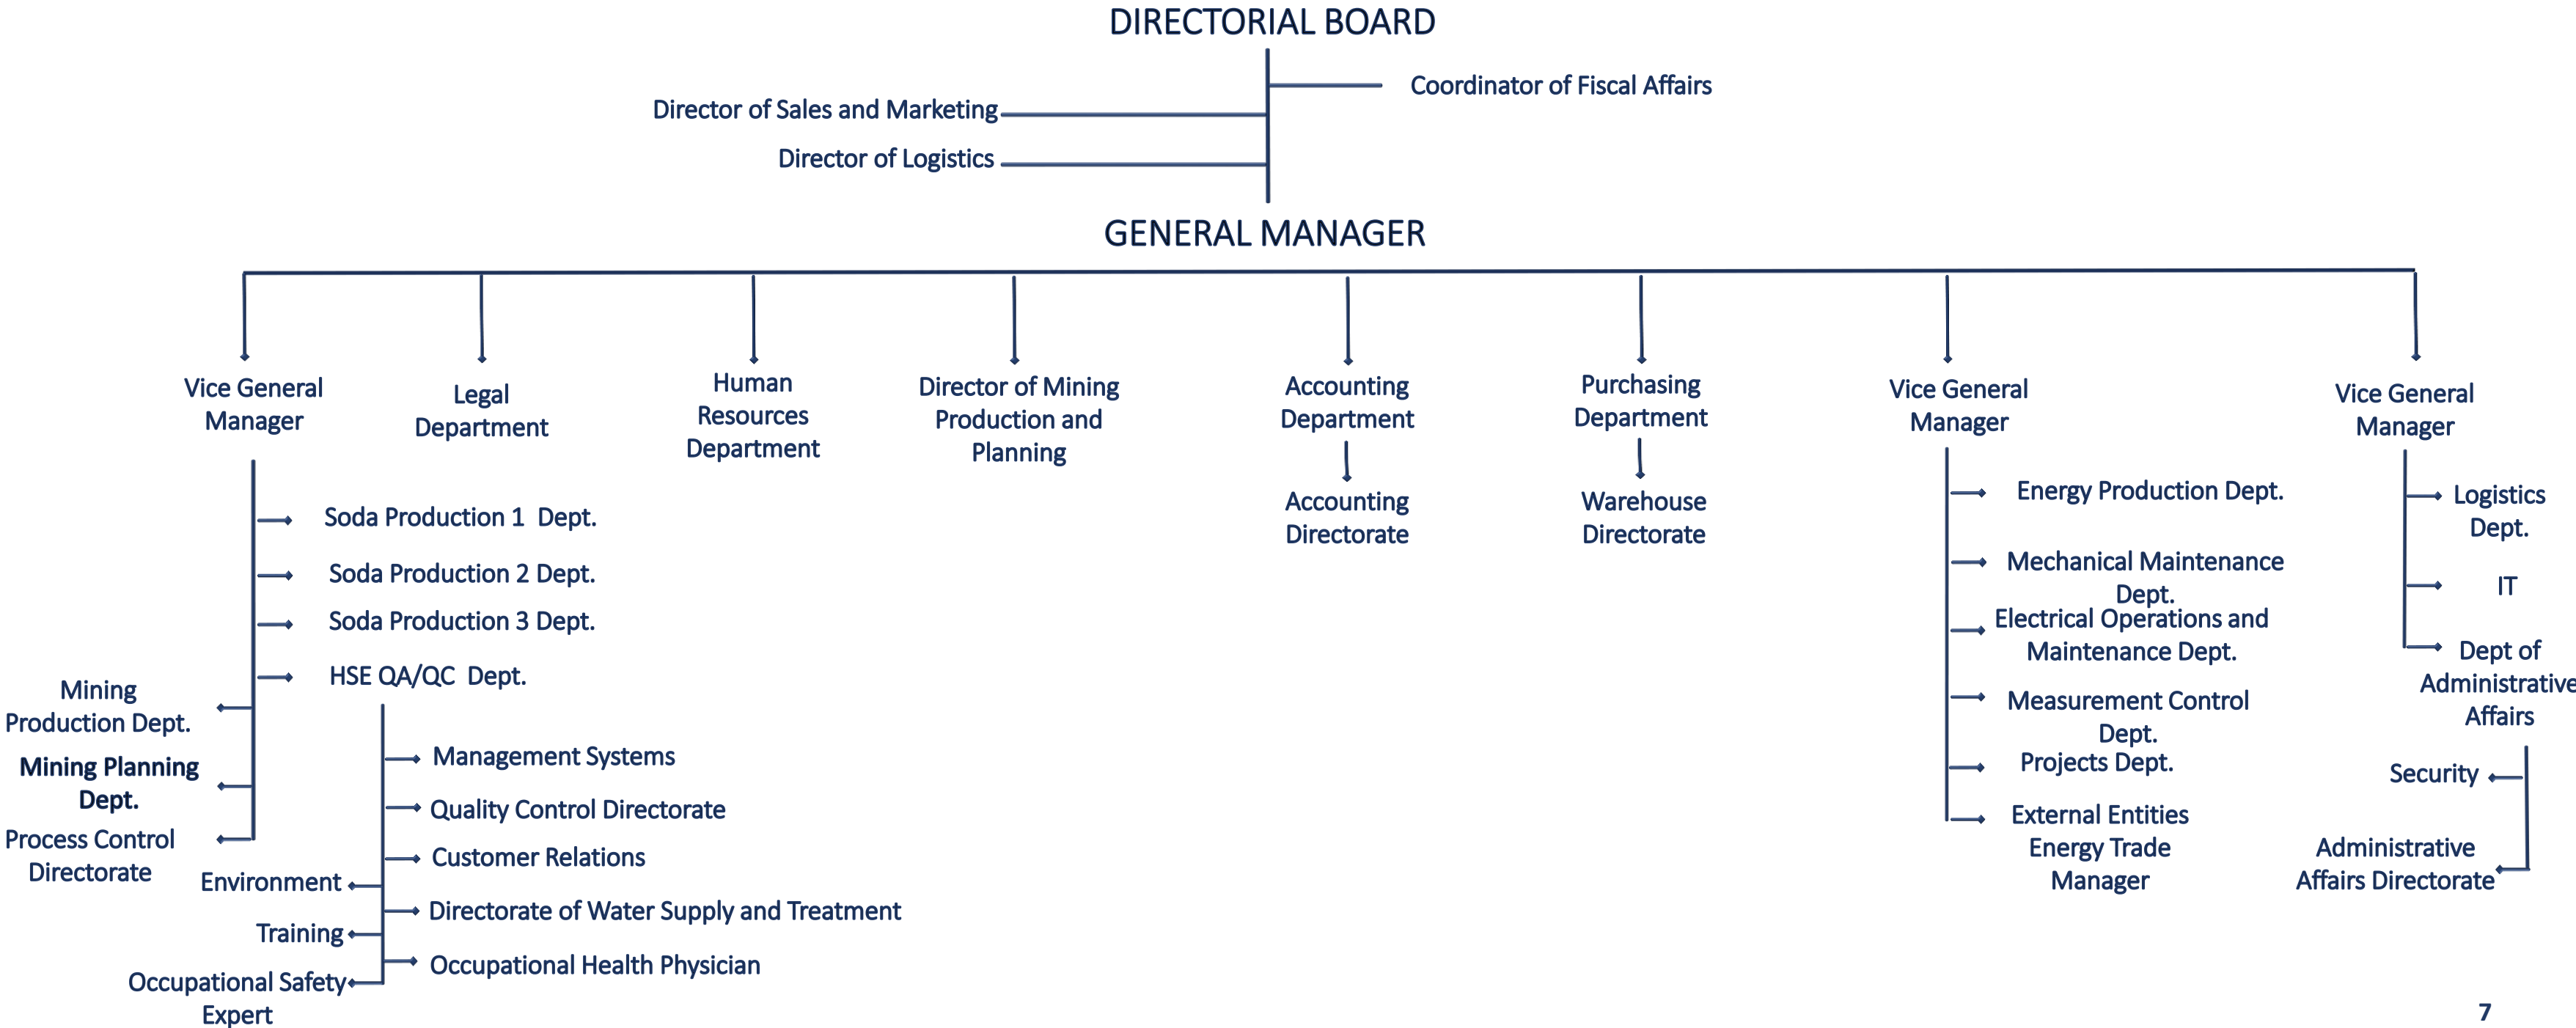 DIRECTORIAL BOARD
Coordinator of Fiscal Affairs
Director of Sales and Marketing
Director of Logistics
GENERAL MANAGER
Vice General
Manager
Legal
Department
Human
Resources
Department
Director of Mining
Production and
Planning
Accounting
Department
Accounting
Directorate
Purchasing
Department
Warehouse
Directorate
Vice General
Manager
Vice General
Manager
Soda Production 1 Dept.
Soda Production 2 Dept.
Soda Production 3 Dept.
HSE QA/QC Dept.
Mining
Production Dept.
Mining Planning
Dept.
Process Control
Directorate
Management Systems
Quality Control Directorate
Customer Relations
Environment
Directorate of Water Supply and Treatment
Training
Occupational Health Physician
Occupational Safety
Expert
Energy Production Dept.
Mechanical Maintenance
Dept.
Electrical Operations and
Maintenance Dept.
Measurement Control
Dept.
Projects Dept.
External Entities
Energy Trade
Manager
Logistics
Dept.
IT
Dept of
Administrative
Affairs
Security
Administrative
Affairs Directorate
7